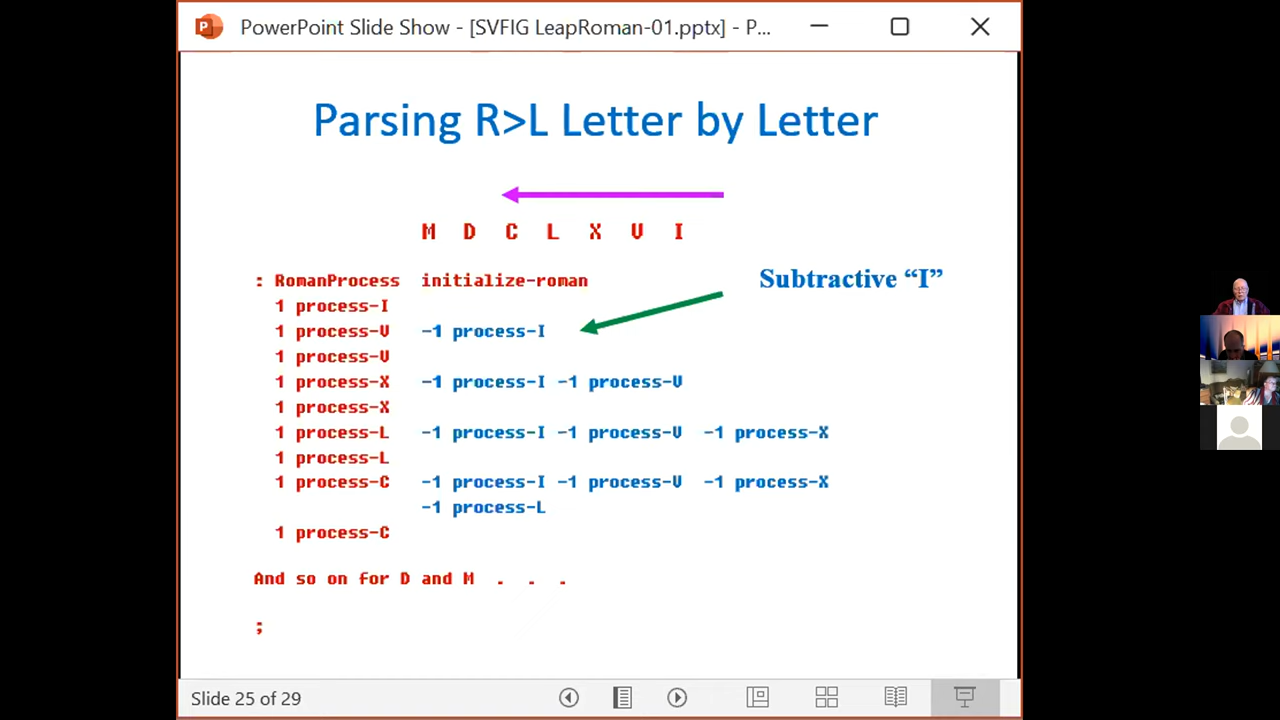 PowerPoint Slide Show - [SVFIG LeapRoman-01.pptx] - P...
Parsing R>L Letter by Letter
M D C L X V I
: RomanProcess initialize-roman
Subtractive “I”
1 process-I
1 process-V -1 process-I
1 process-V
1 process-X -1 process-I -1 process-V
1 process-X
1 process-L -1 process-I -1 process-V -1 process-X
1 process-L
1 process-C -1 process-I -1 process-V -1 process-X
-1 process-L
1 process-C
And so on for D and M . . .
;
Slide 25 of 29